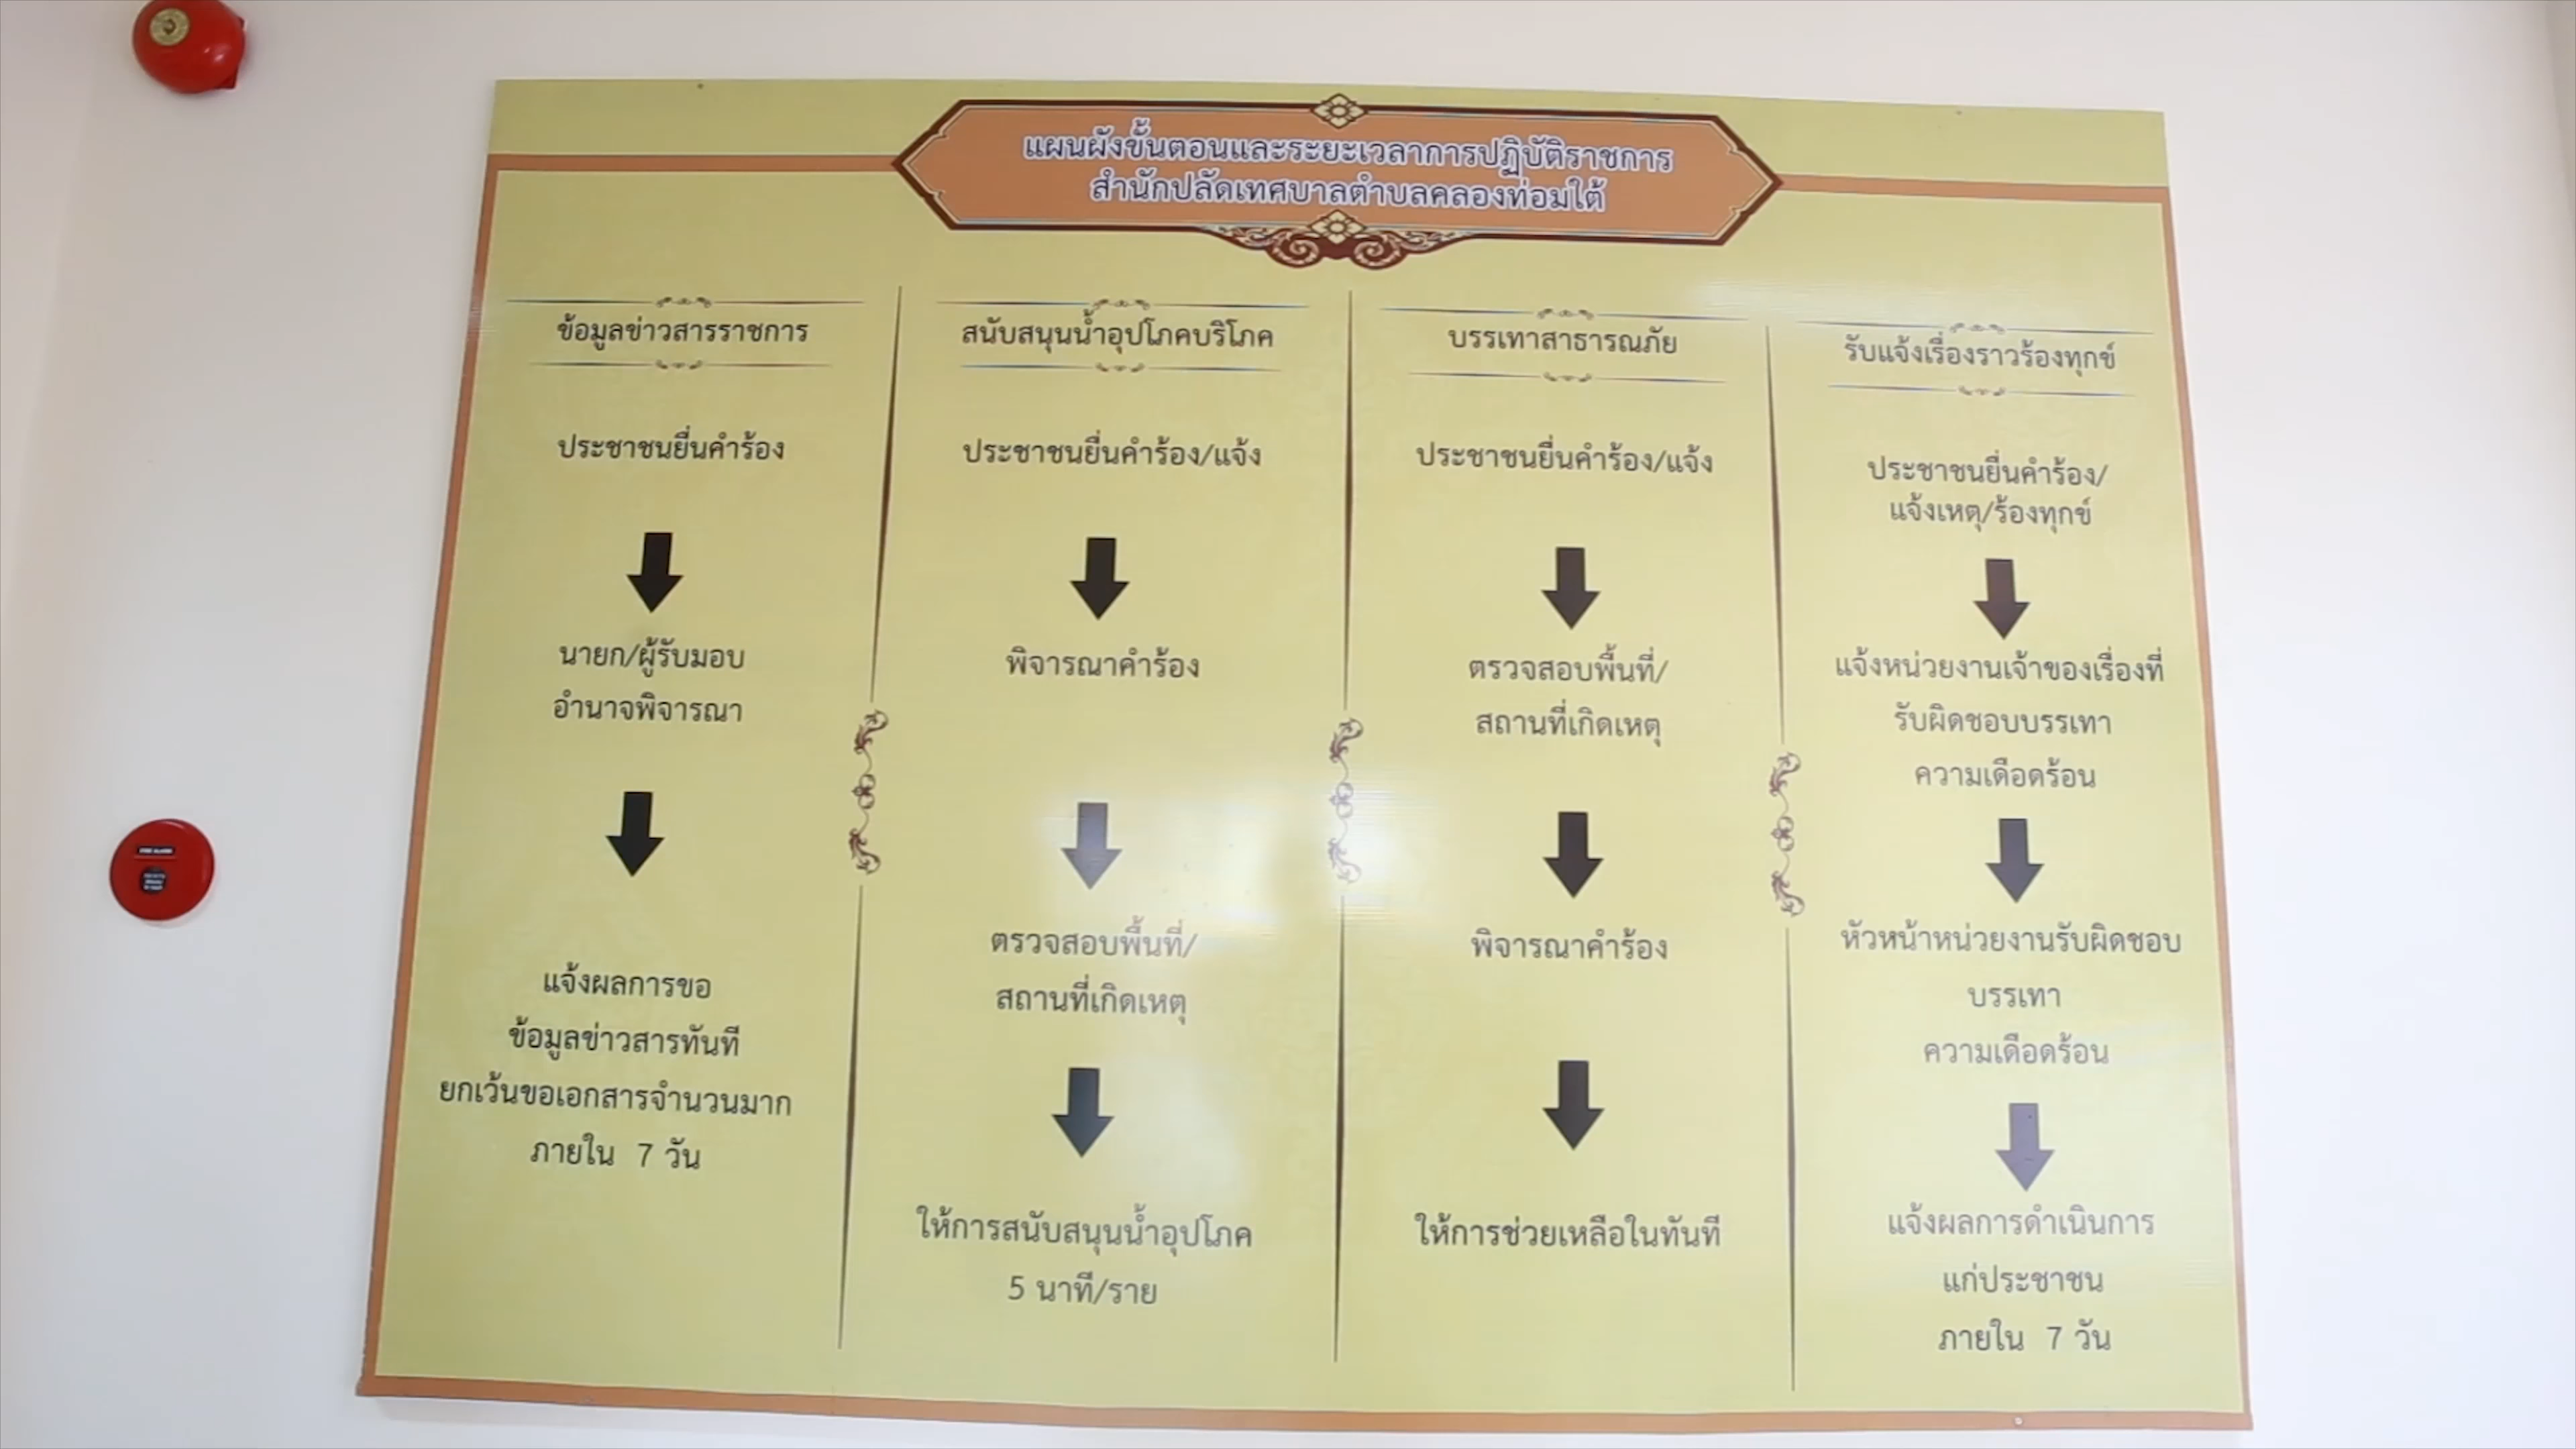 แผนผังขั้นตอนและระยะเวลาการปฏิบัติราชการ
สำนักปลัดเทศบาลตำบลคลองท่อมใต้
ข้อมูลข่าวสารราชการ
ประชาชนยื่นคำร้อง
นายก/ผู้รับมอบ
อำนาจพิจารณา
แจ้งผลการขอ
ข้อมูลข่าวสารทันที
ยกเว้นขอเอกสารจำนวนมาก
ภายใน 7 วัน
สนับสนุนน้ำอุปโภคบริโภค
ประชาชนยื่นคำร้อง/แจ้ง
พิจารณาคำร้อง
ตรวจสอบพื้นที่/
สถานที่เกิดเหตุ
ให้การสนับสนุนน้ำอุปโภค
5 นาที/ราย
บรรเทาสาธารณภัย
ประชาชนยื่นคำร้อง/แจ้ง
ตรวจสอบพื้นที่/
สถานที่เกิดเหตุ
พิจารณาคำร้อง
ให้การช่วยเหลือในทันที
รับแจ้งเรื่องราวร้องทุกข์
ประชาชนยื่นคำร้อง/
แจ้งเหตุ/ร้องทุกข์
แจ้งหน่วยงานเจ้าของเรื่องที่
รับผิดชอบบรรเทา
ความเดือดร้อน
หัวหน้าหน่วยงานรับผิดชอบ
บรรเทา
ความเดือดร้อน
แจ้งผลการดำเนินการ
แก่ประชาชน
ภายใน 7 วัน